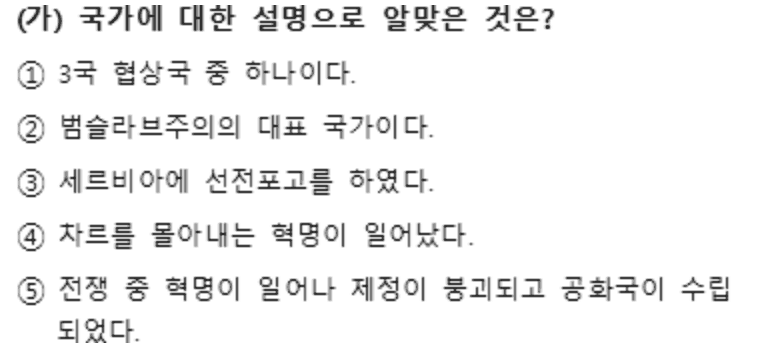 (가) 국가에 대한 설명으로 알맞은 것은?
① 3국 협상국 중 하나이다.
② 범슬라브주의의 대표 국가이다.
③ 세르비아에 선전포고를 하였다.
④ 차르를 몰아내는 혁명이 일어났다.
⑤ 전쟁 중 혁명이 일어나 제정이 붕괴되고 공화국이 수립
되었다.